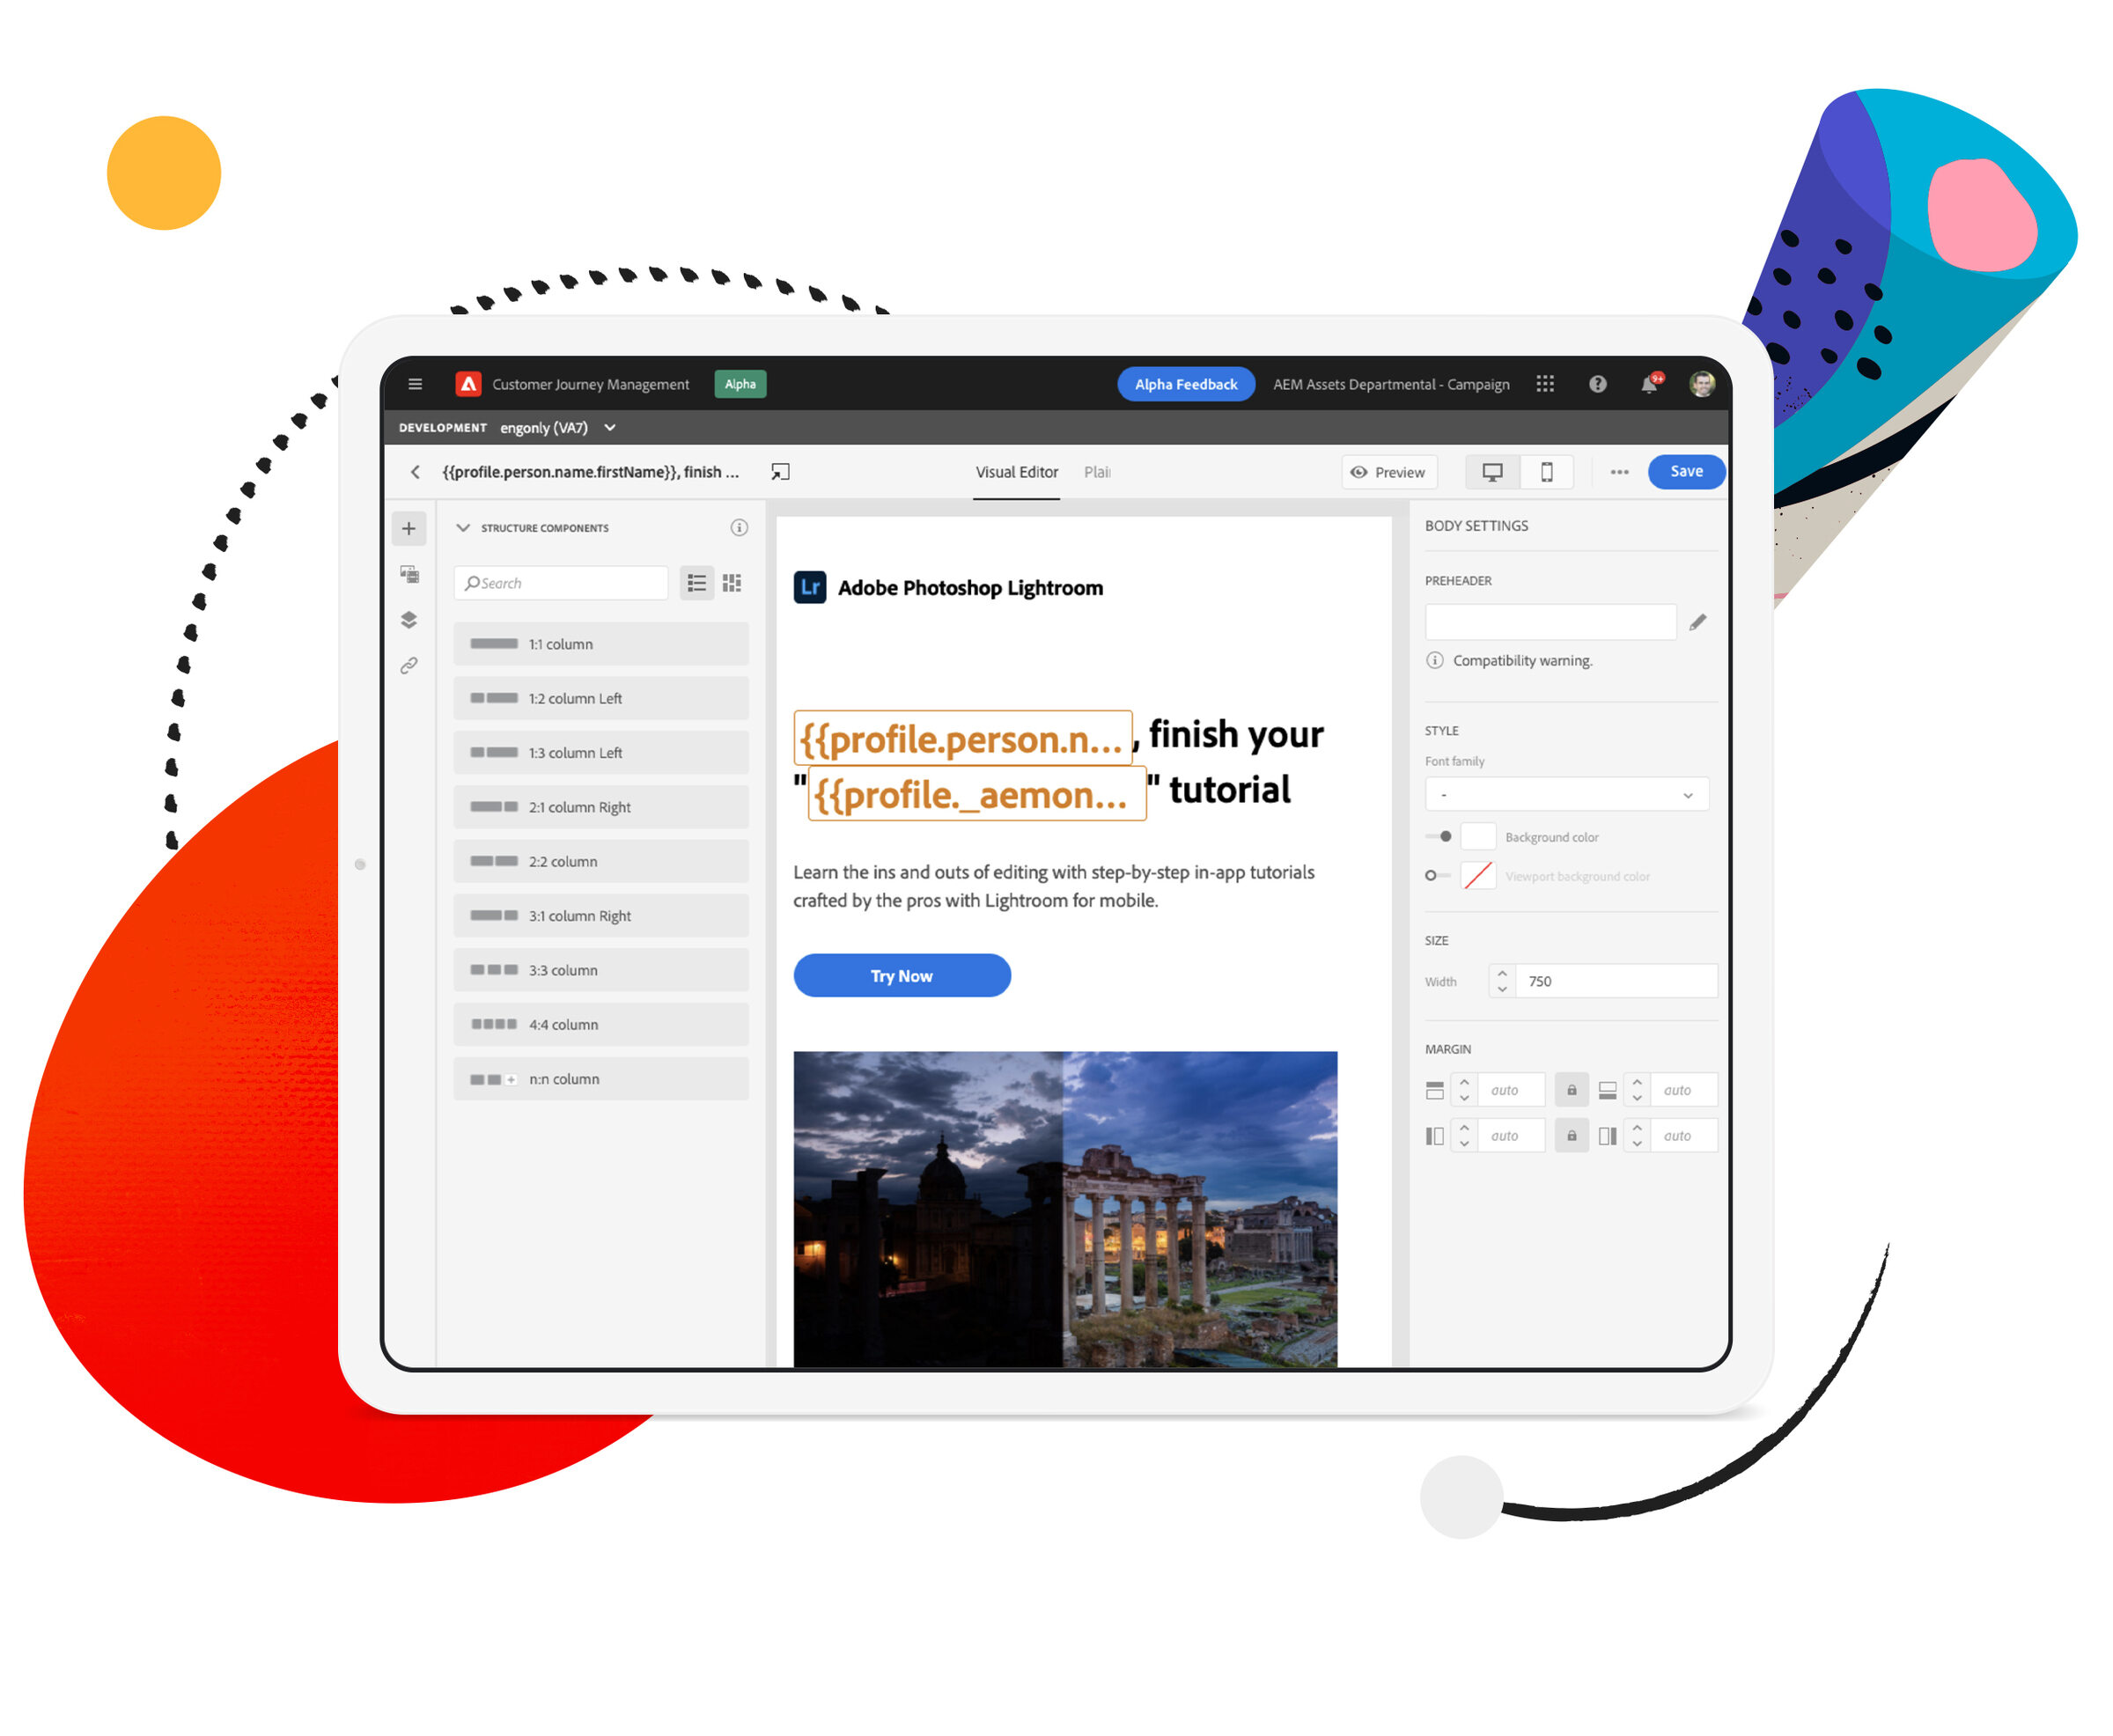 Customer Journey Management
Alpha
Alpha Feedback
AEM Assets Departmental - Campaign
9+
DEVELOPMENT engonly (VA7)
{{profile.person.name.firstName}}, finish ...
Visual Editor
Plai
Preview
Save
STRUCTURE COMPONENTS
Search
1:1 column
1:2 column Left
1:3 column Left
2:1 column Right
2:2 column
3:1 column Right
3:3 column
4:4 column
n:n column
Lr Adobe Photoshop Lightroom
{{profile.person.n... , finish your
"{{profile._aemon... " tutorial
Learn the ins and outs of editing with step-by-step in-app tutorials
crafted by the pros with Lightroom for mobile.
Try Now
BODY SETTINGS
PREHEADER
Compatibility warning.
STYLE
Font family
-
Background color
Viewport background color
SIZE
Width 750
MARGIN
auto auto
auto auto